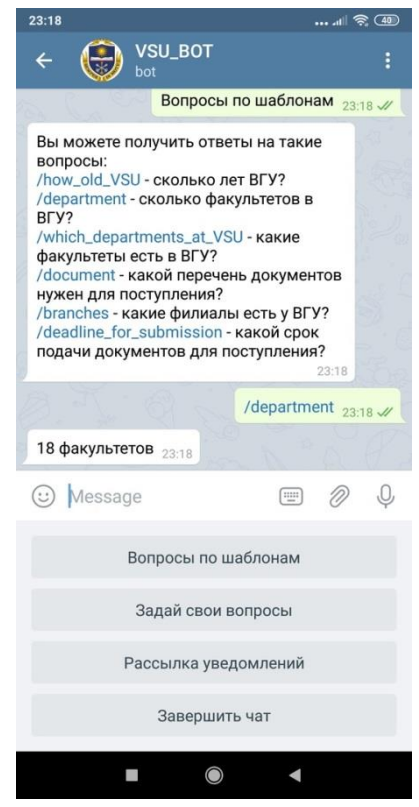 23:18
40
VSU_BOT
bot
Вопросы по шаблонам 23:18
Вы можете получить ответы на такие
вопросы:
/how_old_VSU - сколько лет ВГУ?
/department - сколько факультетов в
ВГУ?
/which_departments_at_VSU - какие
факультеты есть в ВГУ?
/document - какой перечень документов
нужен для поступления?
/branches - какие филиалы есть у ВГУ?
/deadline_for_submission - какой срок
подачи документов для поступления?
23:18
/department 23:18
18 факультетов 23:18
Message
Вопросы по шаблонам
Задай свои вопросы
Рассылка уведомлений
Завершить чат